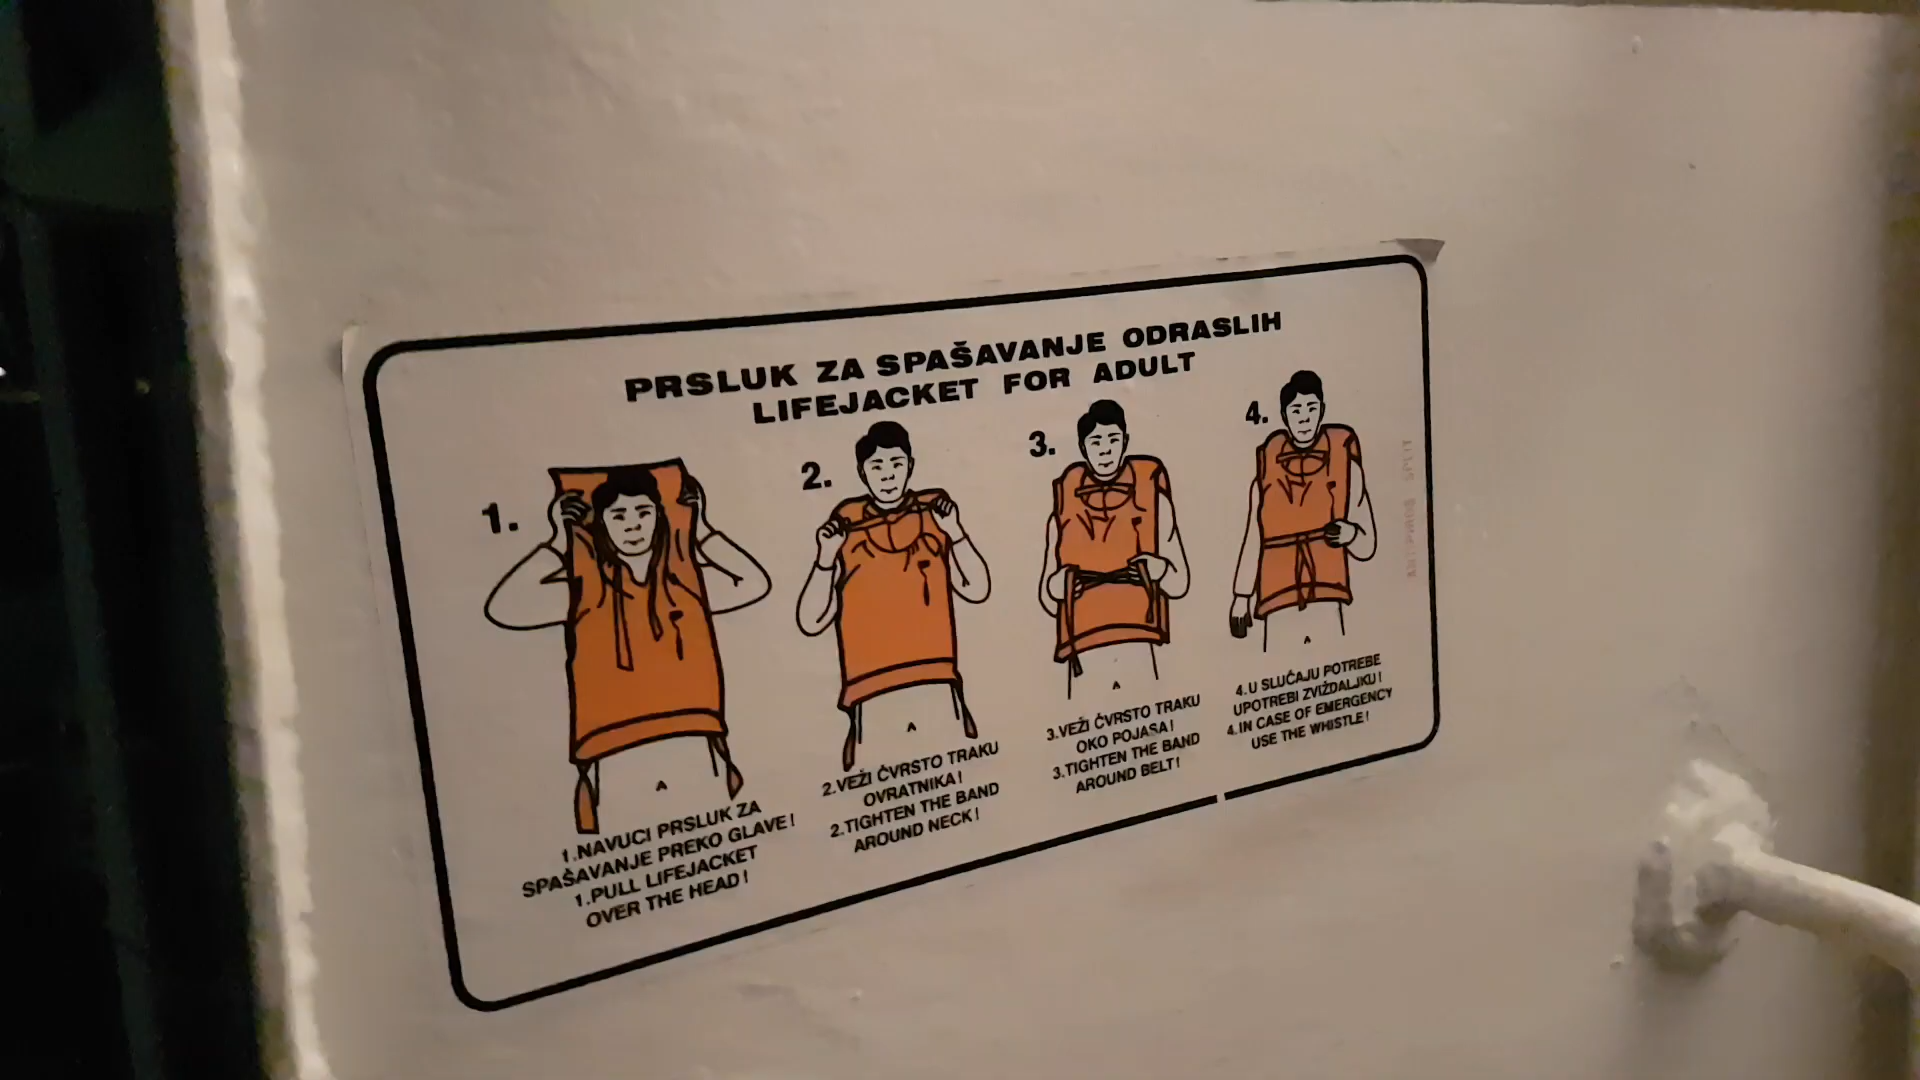 PRSLUK ZA SPAŠAVANJE ODRASLIH
LIFEJACKET FOR ADULT
1.
2.
3.
4.
A
A
A
A
1.NAVUCI PRSLUK ZA
SPAŠAVANJE PREKO GLAVE!
1.PULL LIFEJACKET
OVER THE HEAD!
2.VEŽI ČVRSTO TRAKU
OVRATNIKA!
2.TIGHTEN THE BAND
AROUND NECK!
3.VEŽI ČVRSTO TRAKU
OKO POJASA!
3.TIGHTEN THE BAND
AROUND BELT!
4.U SLUČAJU POTREBE
UPOTREBI ZVIŽDALJKU!
4.IN CASE OF EMERGENCY
USE THE WHISTLE!
SPLIT